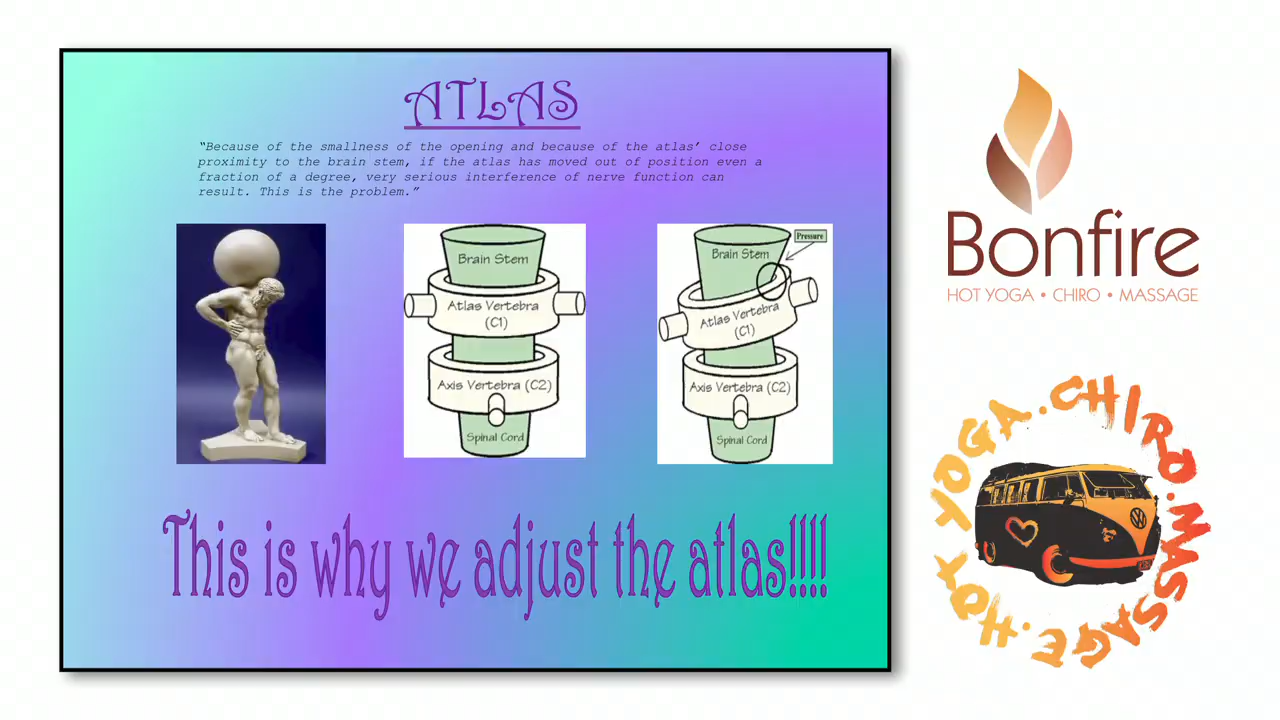 ATLAS
“Because of the smallness of the opening and because of the atlas’ close
proximity to the brain stem, if the atlas has moved out of position even a
fraction of a degree, very serious interference of nerve function can
result. This is the problem.”
Brain Stem
Atlas Vertebra
(C1)
Axis Vertebra (C2)
Spinal Cord
Pressure
Brain Stem
Atlas Vertebra
(C1)
Axis Vertebra (C2)
Spinal Cord
This is why we adjust the atlas!!!!
Bonfire
HOT YOGA • CHIRO • MASSAGE
HOT YOGA.CHIRO.MASSAGE.